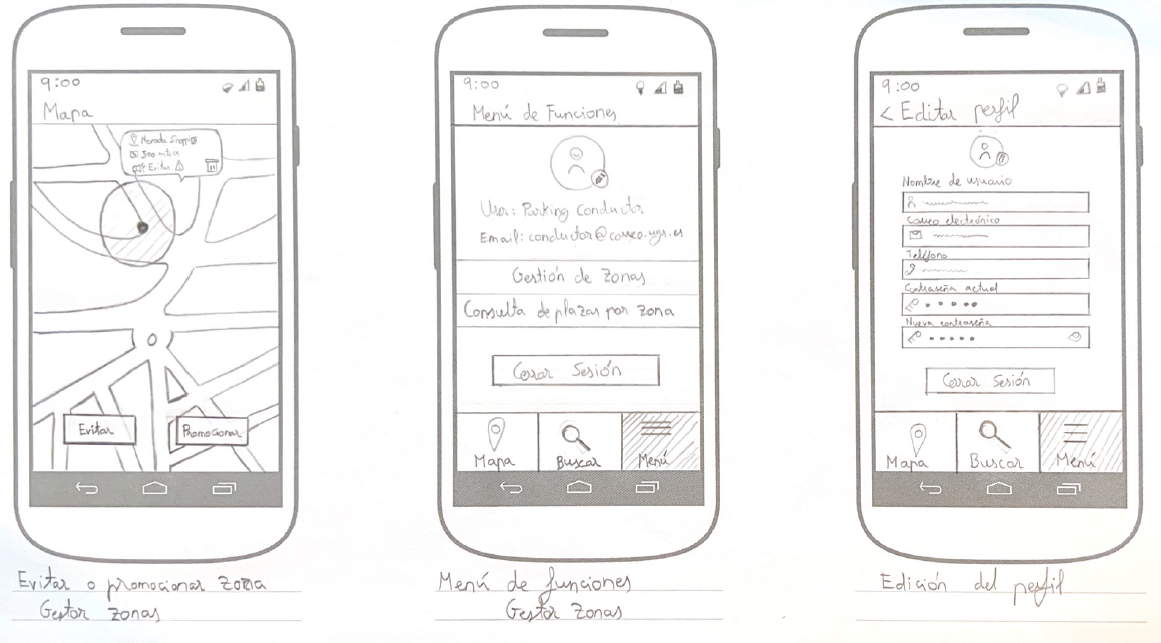 9:00
Mapa
Nevada Shopping
500 metros
Evitar
Evitar
Promocionar
Evitar o promocionar zona
Gestor zonas
9:00
Menú de Funciones
User: Parking Conductor
Email: conductor@correo.ugr.es
Gestión de zonas
Consulta de plazas por zona
Cerrar Sesión
Mapa
Buscar
Menú
Menú de funciones
Gestor zonas
9:00
< Editar perfil
Nombre de usuario
Correo electrónico
Teléfono
Contraseña actual
Nueva contraseña
Cerrar Sesión
Mapa
Buscar
Menú
Edición del perfil